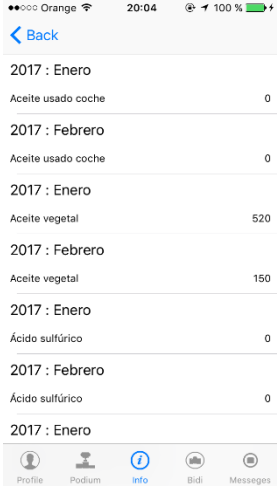 Orange 20:04 100 %
Back
2017 : Enero
Aceite usado coche 0
2017 : Febrero
Aceite usado coche 0
2017 : Enero
Aceite vegetal 520
2017 : Febrero
Aceite vegetal 150
2017 : Enero
Ácido sulfúrico 0
2017 : Febrero
Ácido sulfúrico 0
2017 : Enero
Profile Podium Info Bidi Messeges